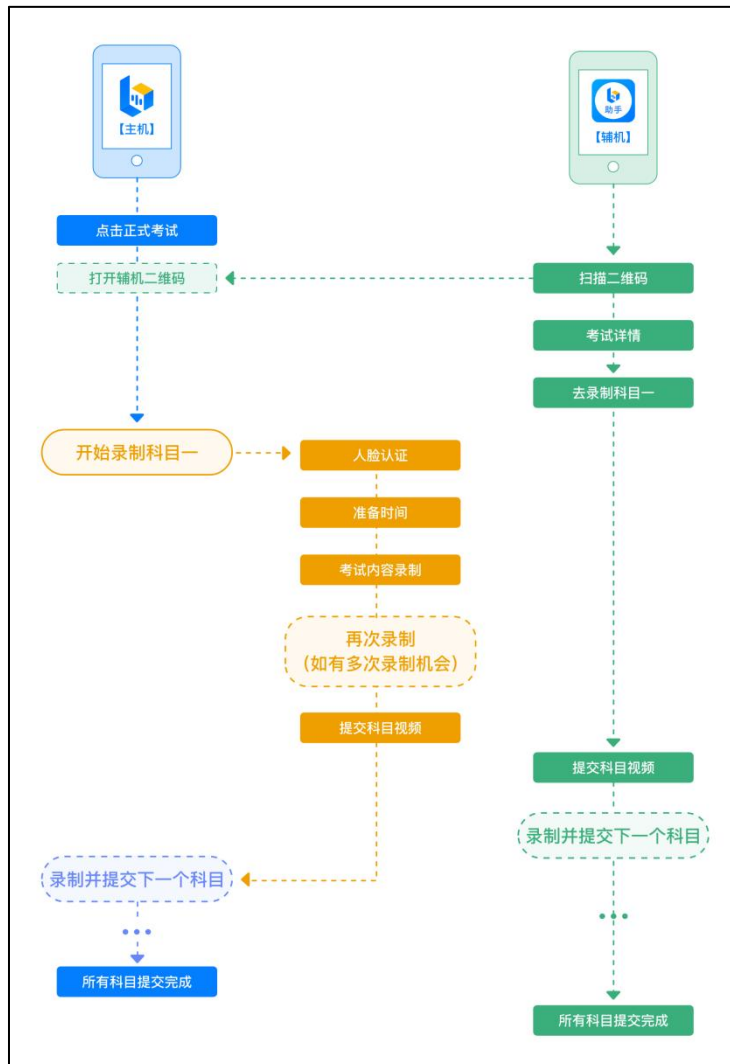 【主机】
助手
【辅机】
点击正式考试
打开辅机二维码
扫描二维码
考试详情
去录制科目一
开始录制科目一
人脸认证
准备时间
考试内容录制
再次录制
（如有多次录制机会）
提交科目视频
提交科目视频
录制并提交下一个科目
录制并提交下一个科目
所有科目提交完成
所有科目提交完成